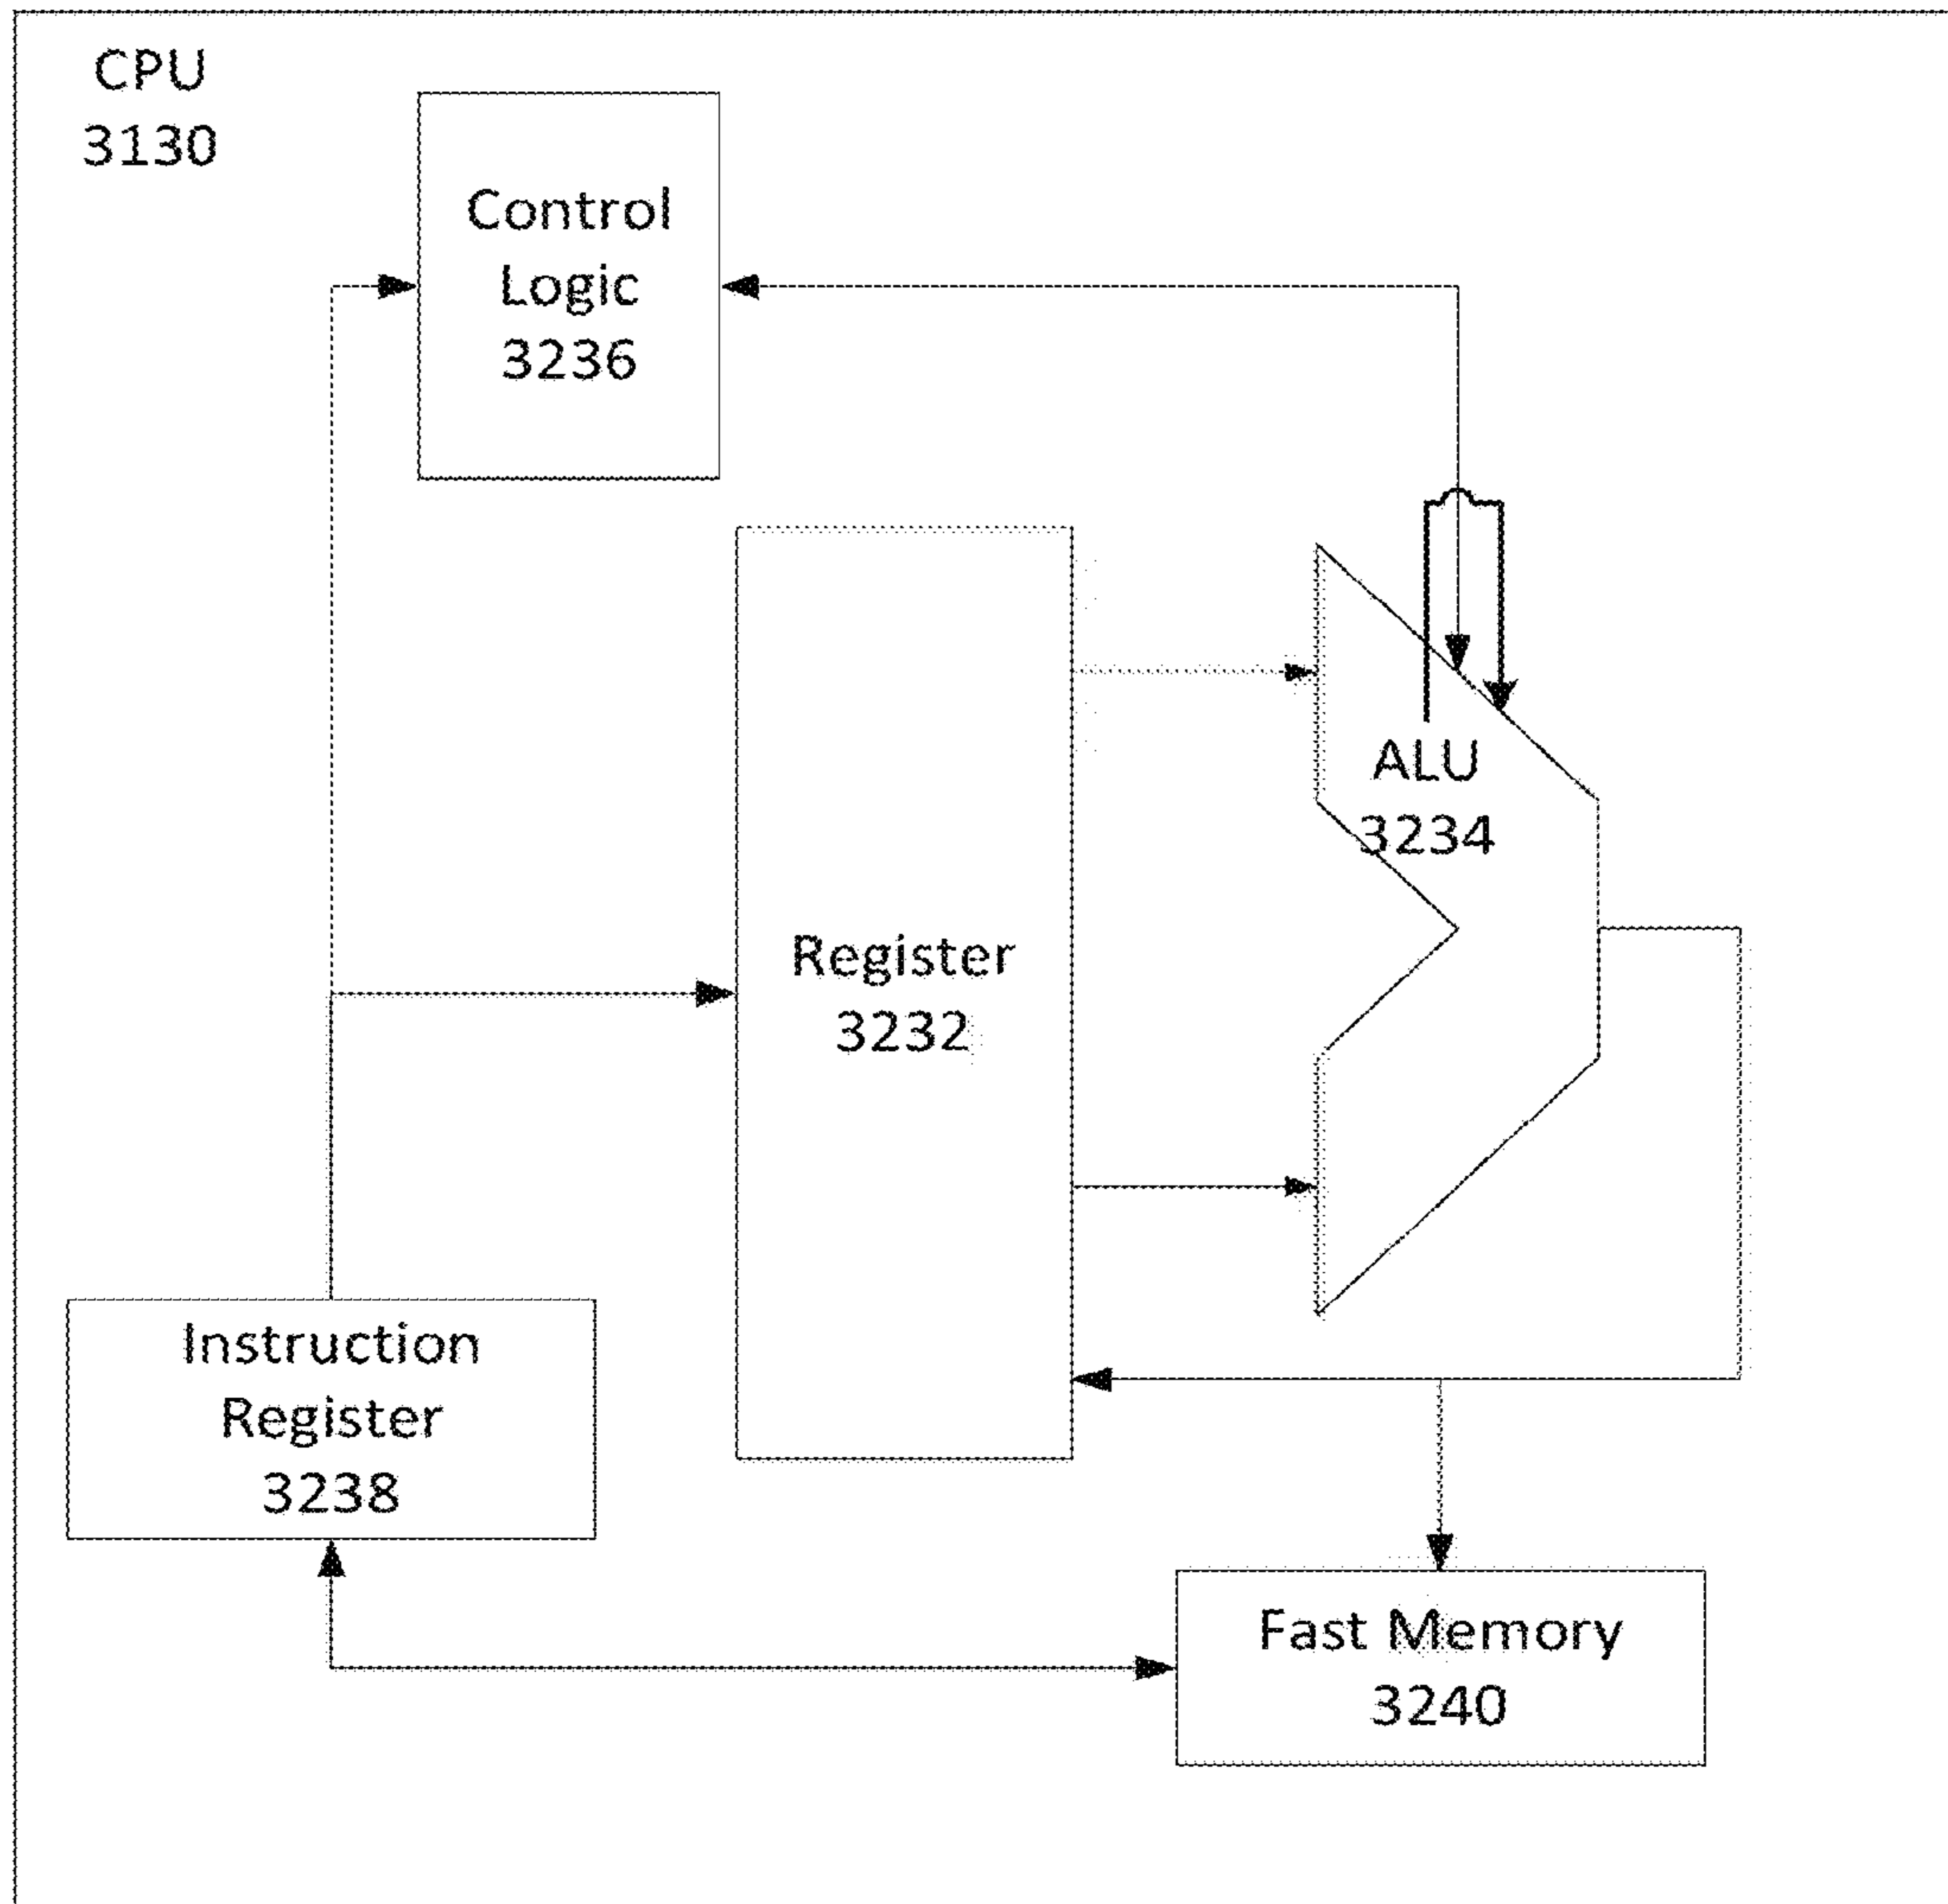 CPU
3130
Control
Logic
3236
ALU
3234
Register
3232
Instruction
Register
3238
Fast Memory
3240